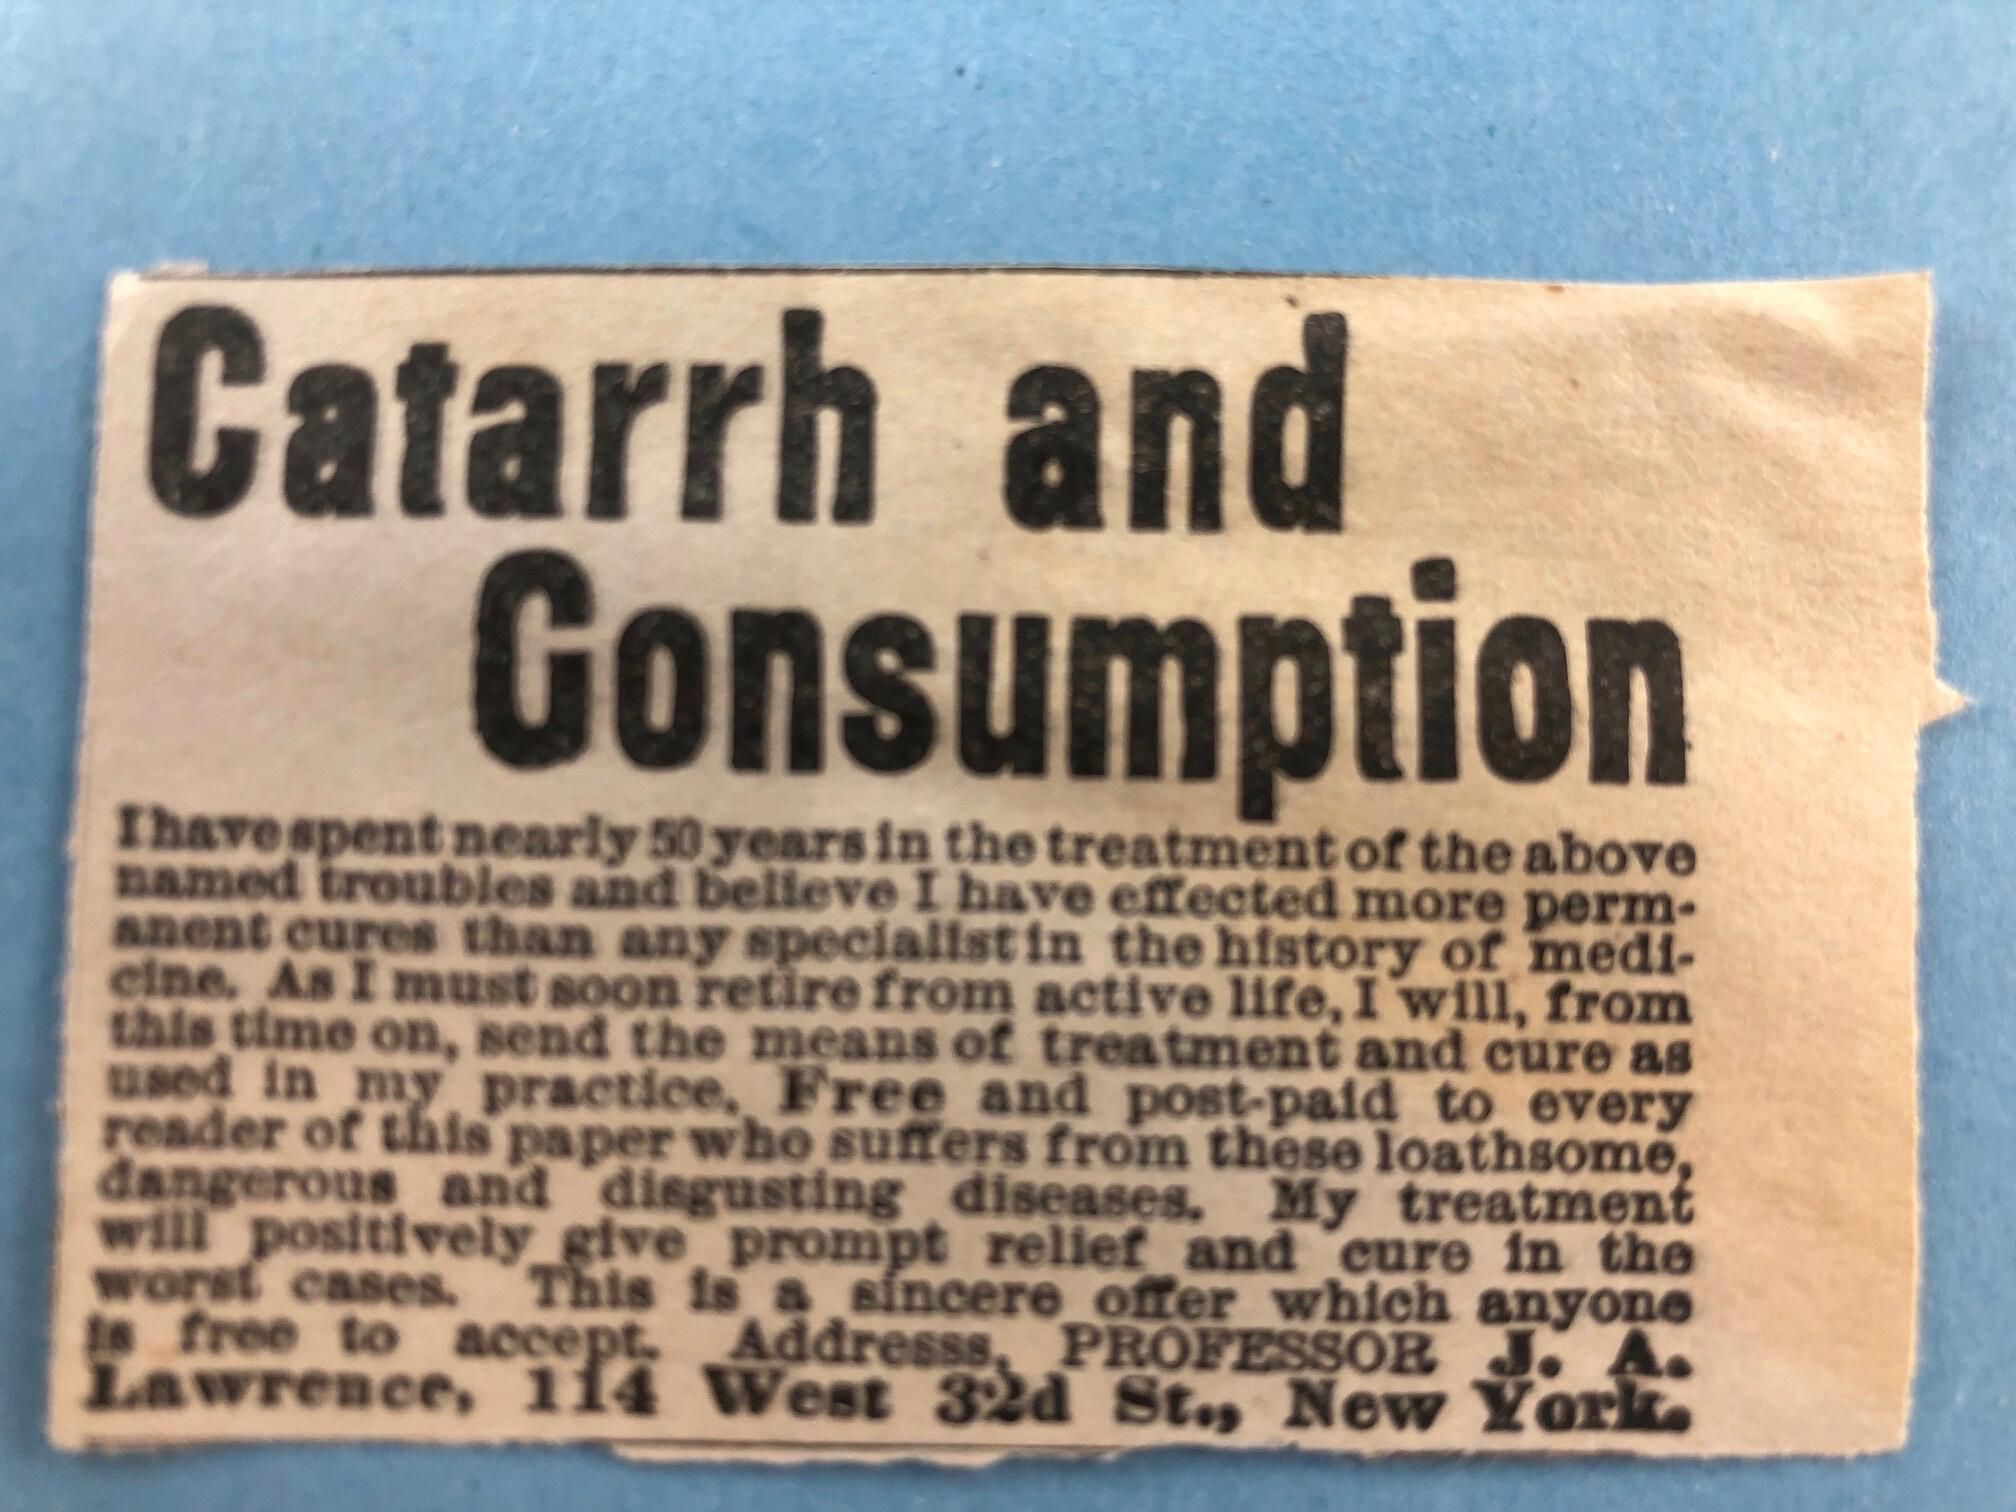 Catarrh and
Consumption
I have spent nearly 50 years in the treatment of the above
named troubles and believe I have effected more perm-
anent cures than any specialist in the history of medi-
cine. As I must soon retire from active life, I will, from
this time on, send the means of treatment and cure as
used in my practice, Free and post-paid to every
reader of this paper who suffers from these loathsome,
dangerous and disgusting diseases. My treatment
will positively give prompt relief and cure in the
worst cases. This is a sincere offer which anyone
is free to accept. Addresss, PROFESSOR J. A.
Lawrence, 114 West 32d St., New York.